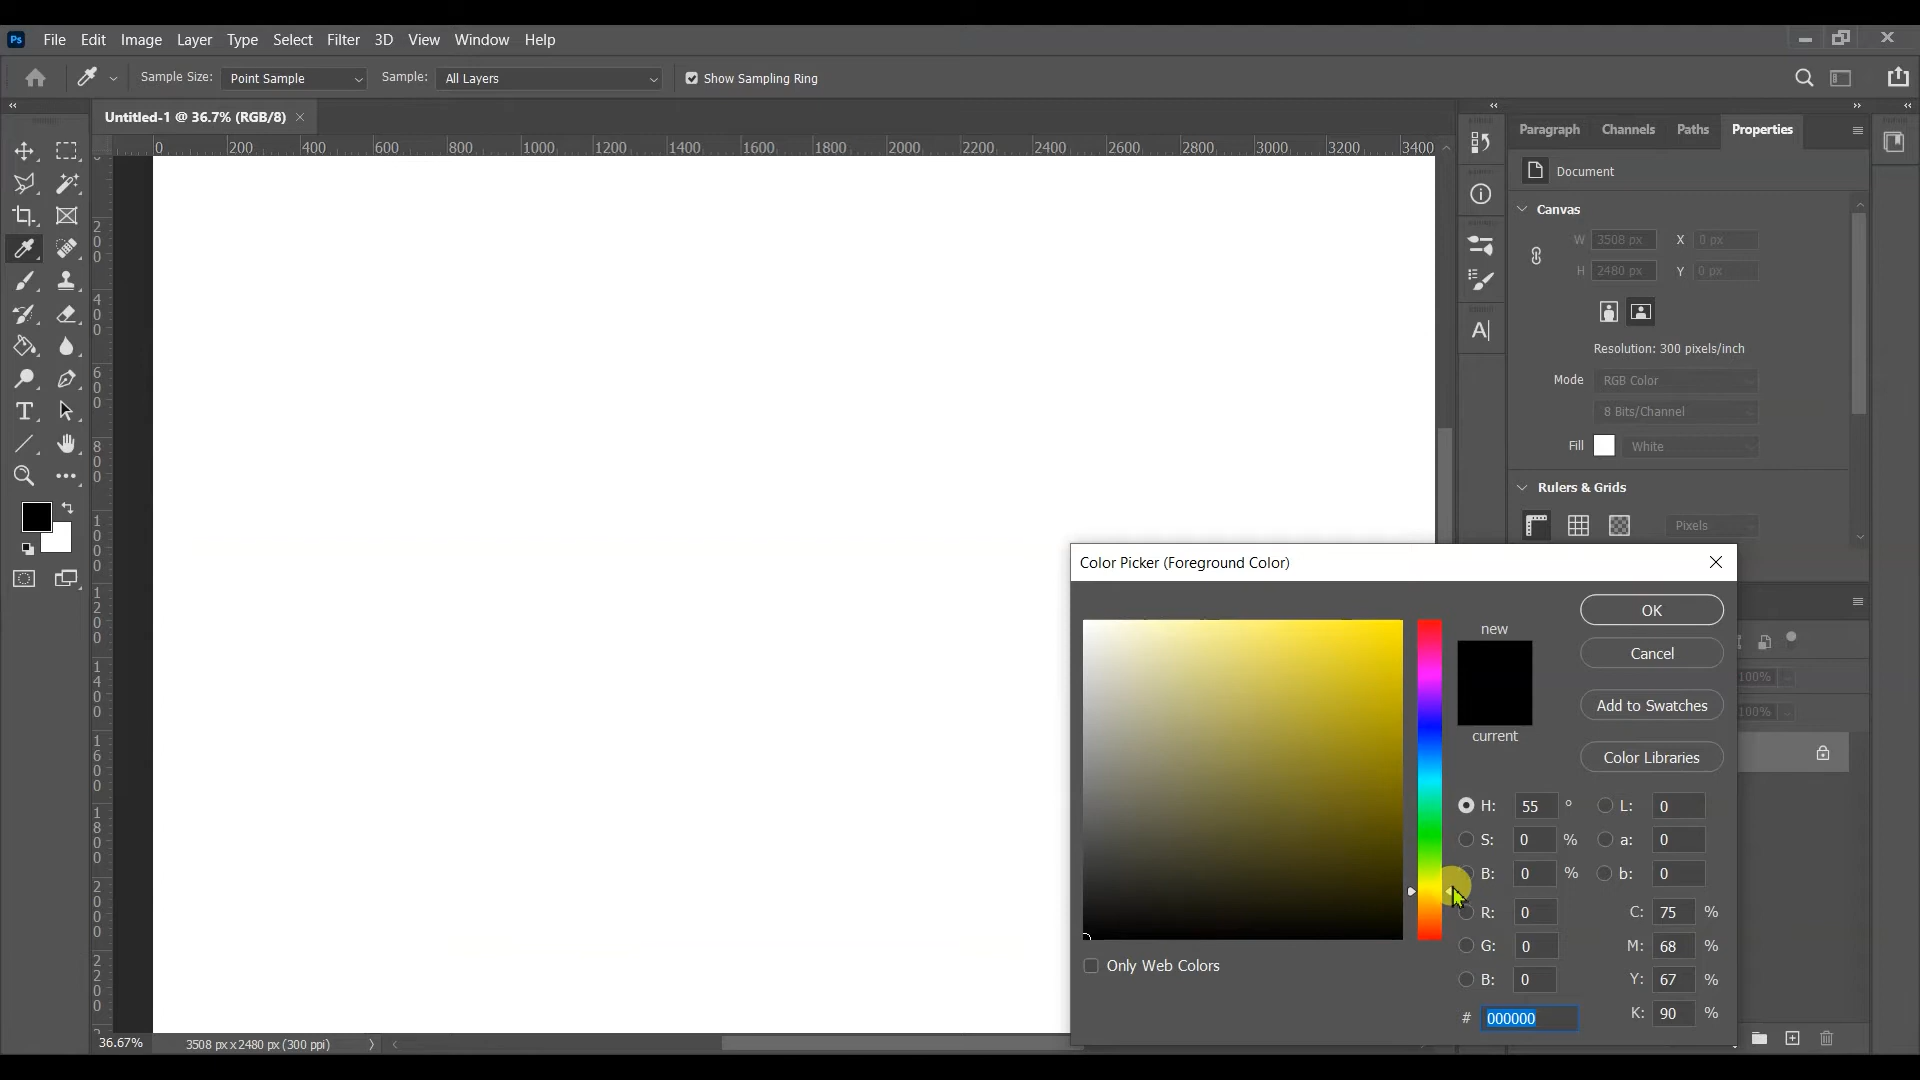 Ps File Edit Image Layer Type Select Filter 3D View Window Help
Sample Size: Point Sample Sample: All Layers Show Sampling Ring
Untitled-1 @ 36.7% (RGB/8) ×
0 200 400 600 800 1000 1200 1400 1600 1800 2000 2200 2400 2600 2800 3000 3200 3400
200
400
600
800
1000
1200
1400
1600
1800
2000
2200
Paragraph Channels Paths Properties
Document
Canvas
W 3508 px X 0 px
H 2480 px Y 0 px
Resolution: 300 pixels/inch
Mode RGB Color
8 Bits/Channel
Fill White
Rulers & Grids
Pixels
Color Picker (Foreground Color)
OK
new
Cancel
100%
Add to Swatches
100%
current
Color Libraries
H: 55 ° L: 0
S: 0 % a: 0
B: 0 % b: 0
R: 0 C: 75 %
G: 0 M: 68 %
Only Web Colors
B: 0 Y: 67 %
# 000000 K: 90 %
36.67% 3508 px x 2480 px (300 ppi)